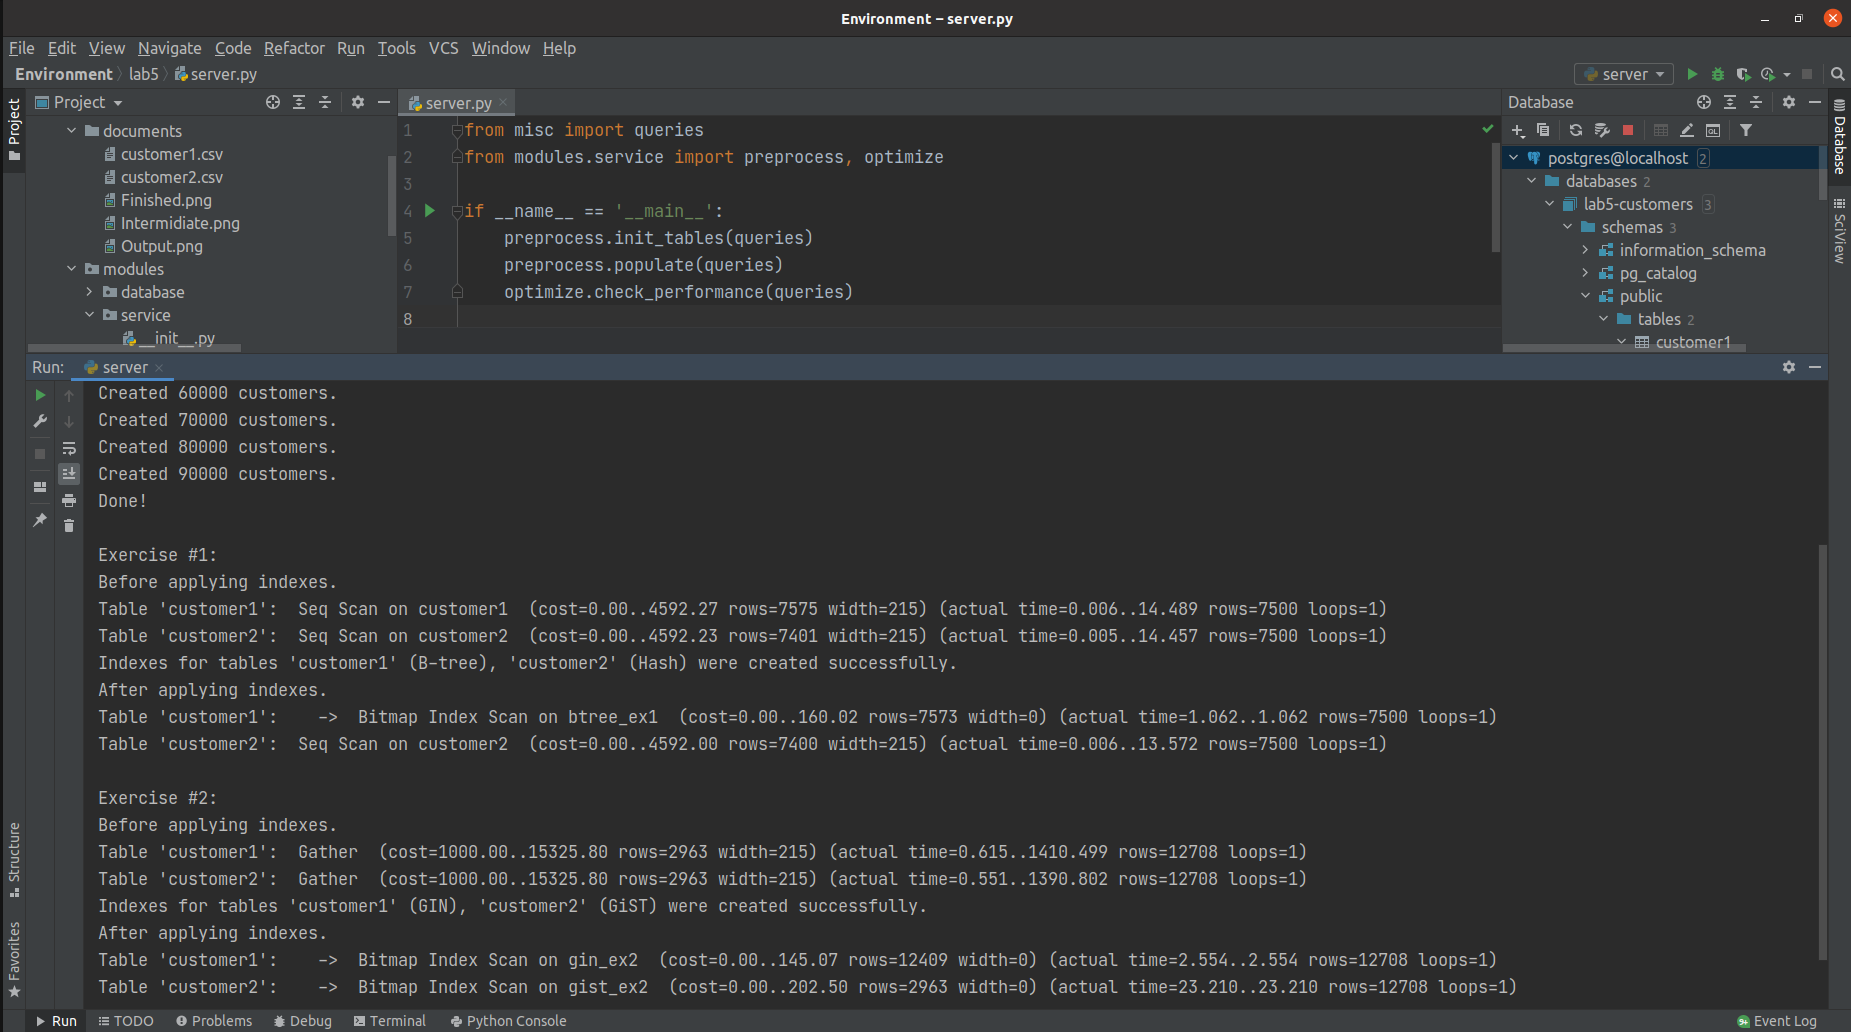 Environment – server.py
File Edit View Navigate Code Refactor Run Tools VCS Window Help
Environment lab5 server.py
server
Project
Project
documents
customer1.csv
customer2.csv
Finished.png
Intermidiate.png
Output.png
modules
database
service
__init__.py
server.py
1 from misc import queries
2 from modules.service import preprocess, optimize
3
4 if __name__ == '__main__':
5 preprocess.init_tables(queries)
6 preprocess.populate(queries)
7 optimize.check_performance(queries)
8
Database
QL
postgres@localhost 2
databases 2
lab5-customers 3
schemas 3
information_schema
pg_catalog
public
tables 2
customer1
Database
SciView
Run: server
Created 60000 customers.
Created 70000 customers.
Created 80000 customers.
Created 90000 customers.
Done!
Exercise #1:
Before applying indexes.
Table 'customer1': Seq Scan on customer1 (cost=0.00..4592.27 rows=7575 width=215) (actual time=0.006..14.489 rows=7500 loops=1)
Table 'customer2': Seq Scan on customer2 (cost=0.00..4592.23 rows=7401 width=215) (actual time=0.005..14.457 rows=7500 loops=1)
Indexes for tables 'customer1' (B-tree), 'customer2' (Hash) were created successfully.
After applying indexes.
Table 'customer1': -> Bitmap Index Scan on btree_ex1 (cost=0.00..160.02 rows=7573 width=0) (actual time=1.062..1.062 rows=7500 loops=1)
Table 'customer2': Seq Scan on customer2 (cost=0.00..4592.00 rows=7400 width=215) (actual time=0.006..13.572 rows=7500 loops=1)
Exercise #2:
Before applying indexes.
Table 'customer1': Gather (cost=1000.00..15325.80 rows=2963 width=215) (actual time=0.615..1410.499 rows=12708 loops=1)
Table 'customer2': Gather (cost=1000.00..15325.80 rows=2963 width=215) (actual time=0.551..1390.802 rows=12708 loops=1)
Indexes for tables 'customer1' (GIN), 'customer2' (GiST) were created successfully.
After applying indexes.
Table 'customer1': -> Bitmap Index Scan on gin_ex2 (cost=0.00..145.07 rows=12409 width=0) (actual time=2.554..2.554 rows=12708 loops=1)
Table 'customer2': -> Bitmap Index Scan on gist_ex2 (cost=0.00..202.50 rows=2963 width=0) (actual time=23.210..23.210 rows=12708 loops=1)
Structure
Favorites
Run TODO Problems Debug Terminal Python Console
9+ Event Log